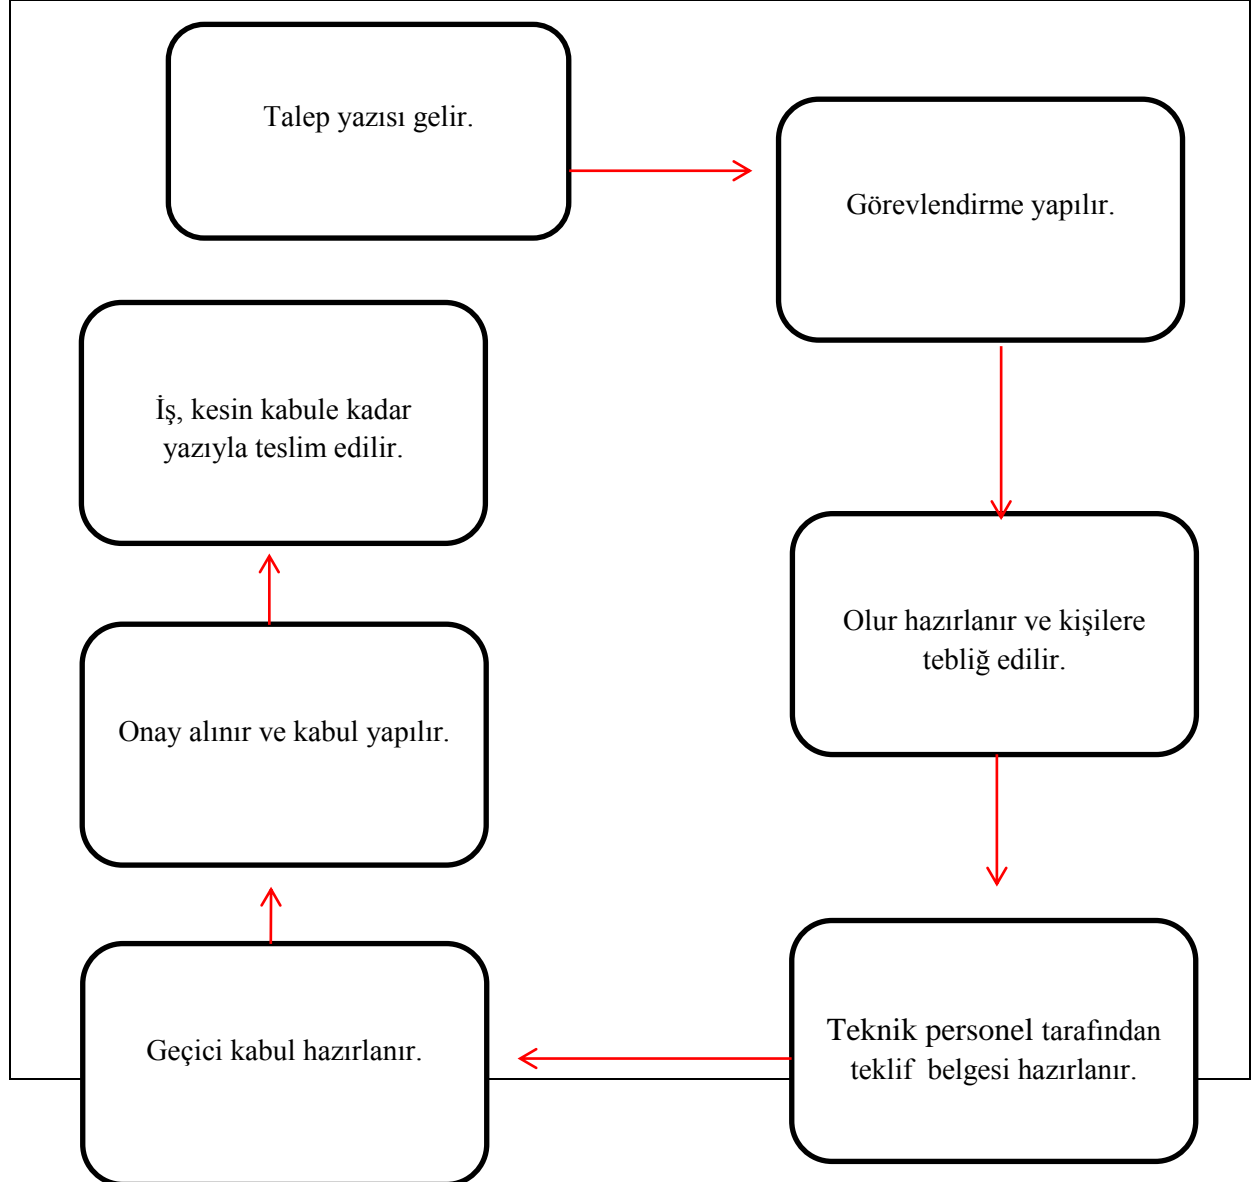 Talep yazısı gelir.
Görevlendirme yapılır.
Olur hazırlanır ve kişilere
tebliğ edilir.
Teknik personel tarafından
teklif  belgesi hazırlanır.
Geçici kabul hazırlanır.
Onay alınır ve kabul yapılır.
İş, kesin kabule kadar
yazıyla teslim edilir.